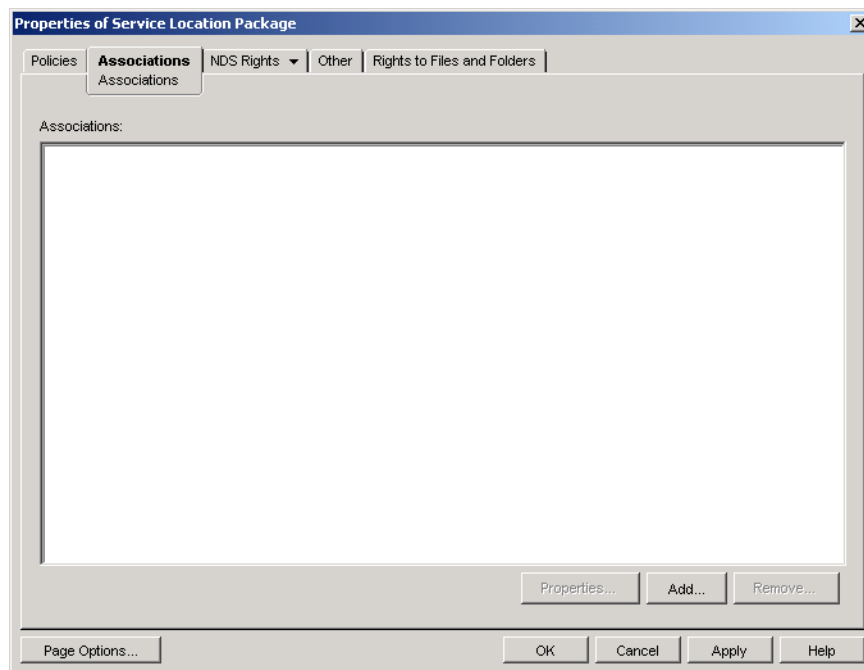 Properties of Service Location Package
Policies Associations NDS Rights Other Rights to Files and Folders
Associations
Associations:
Properties... Add... Remove...
Page Options... OK Cancel Apply Help